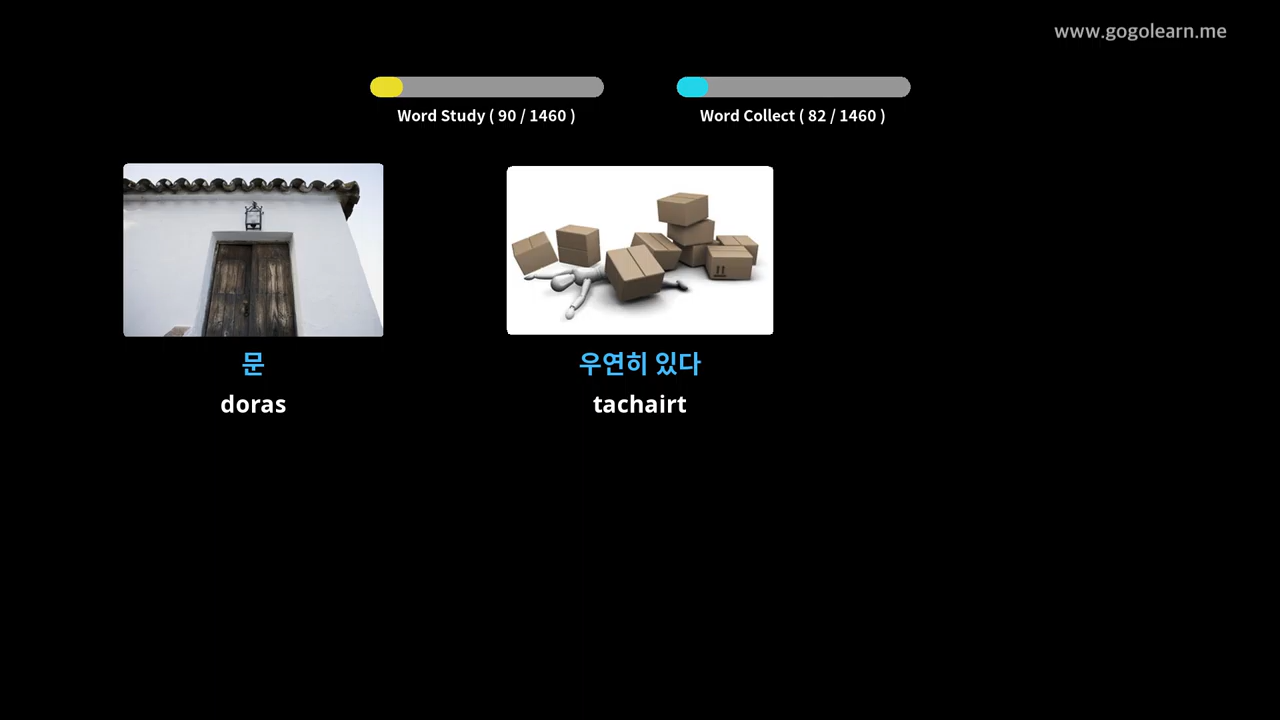 www.gogolearn.me
Word Study ( 90 / 1460 )
Word Collect ( 82 / 1460 )
문
doras
우연히 있다
tachairt